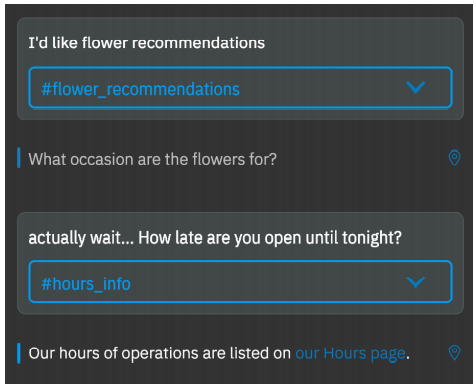 I'd like flower recommendations
#flower_recommendations
What occasion are the flowers for?
actually wait... How late are you open until tonight?
#hours_info
Our hours of operations are listed on our Hours page.